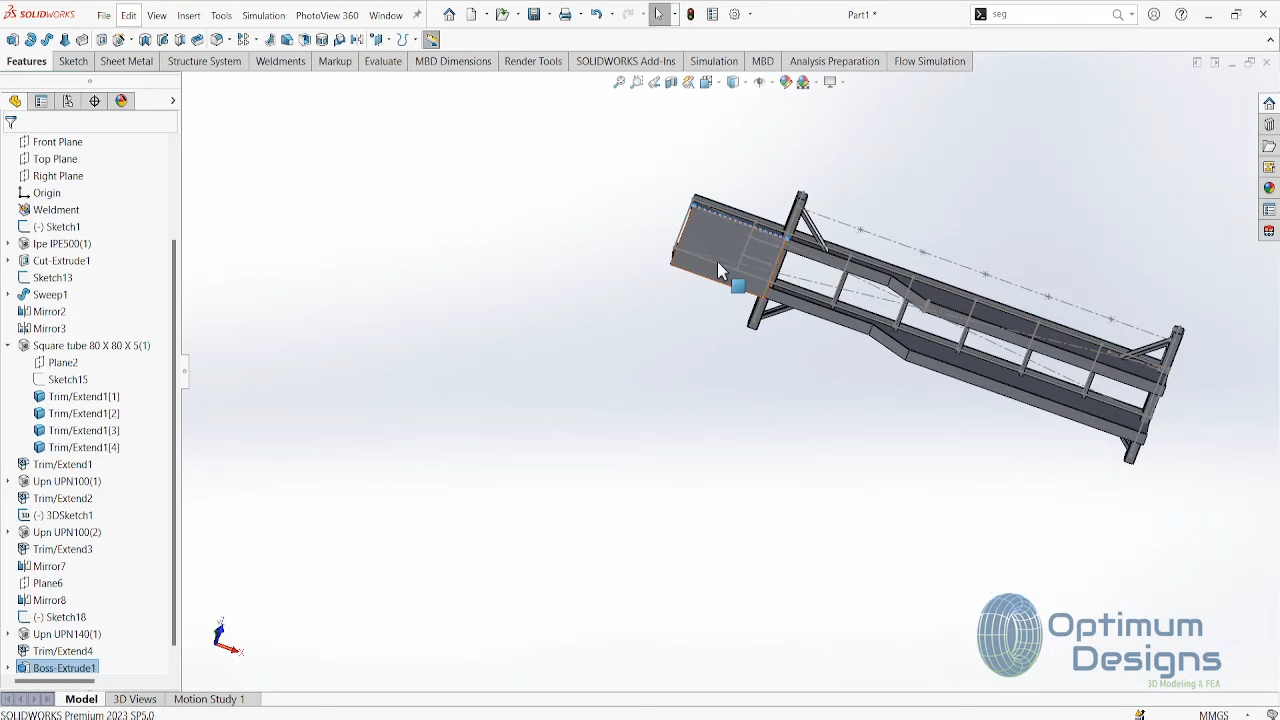 SOLIDWORKS
File
Edit
View
Insert
Tools
Simulation
PhotoView 360
Window
Part1 *
seg
Features
Sketch
Sheet Metal
Structure System
Weldments
Markup
Evaluate
MBD Dimensions
Render Tools
SOLIDWORKS Add-Ins
Simulation
MBD
Analysis Preparation
Flow Simulation
Front Plane
Top Plane
Right Plane
Origin
Weldment
(-) Sketch1
Ipe IPE500(1)
Cut-Extrude1
Sketch13
Sweep1
Mirror2
Mirror3
Square tube 80 X 80 X 5(1)
Plane2
Sketch15
Trim/Extend1[1]
Trim/Extend1[2]
Trim/Extend1[3]
Trim/Extend1[4]
Trim/Extend1
Upn UPN100(1)
Trim/Extend2
(-) 3DSketch1
Upn UPN100(2)
Trim/Extend3
Mirror7
Plane6
Mirror8
(-) Sketch18
Upn UPN140(1)
Trim/Extend4
Boss-Extrude1
Optimum
Designs
3D Modeling & FEA
Model
3D Views
Motion Study 1
SOLIDWORKS Premium 2023 SP5.0
MMGS